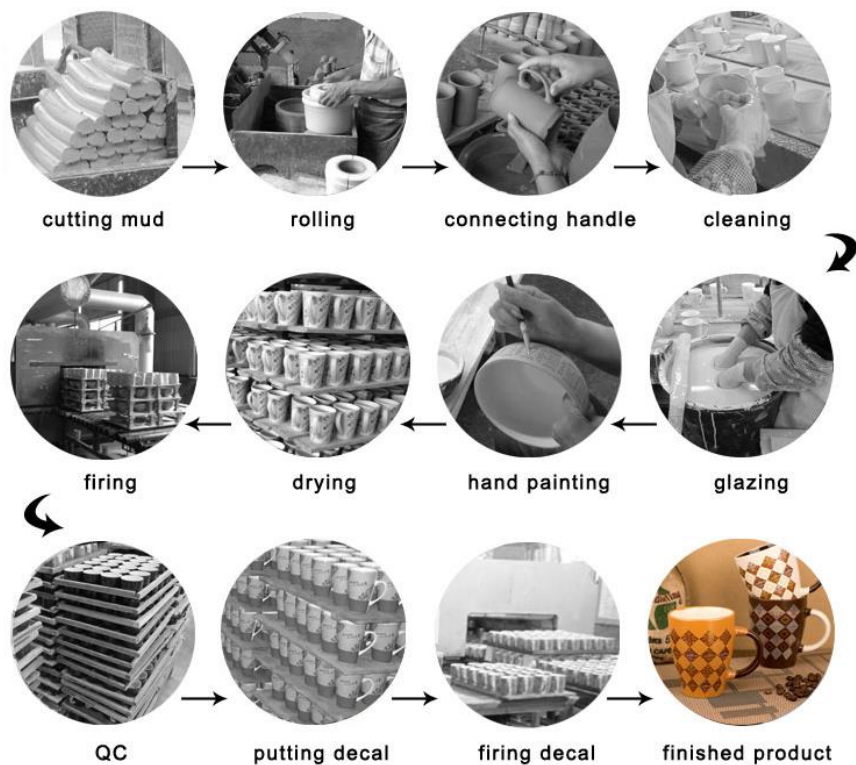 cutting mud
rolling
connecting handle
cleaning
glazing
hand painting
drying
firing
QC
putting decal
firing decal
finished product